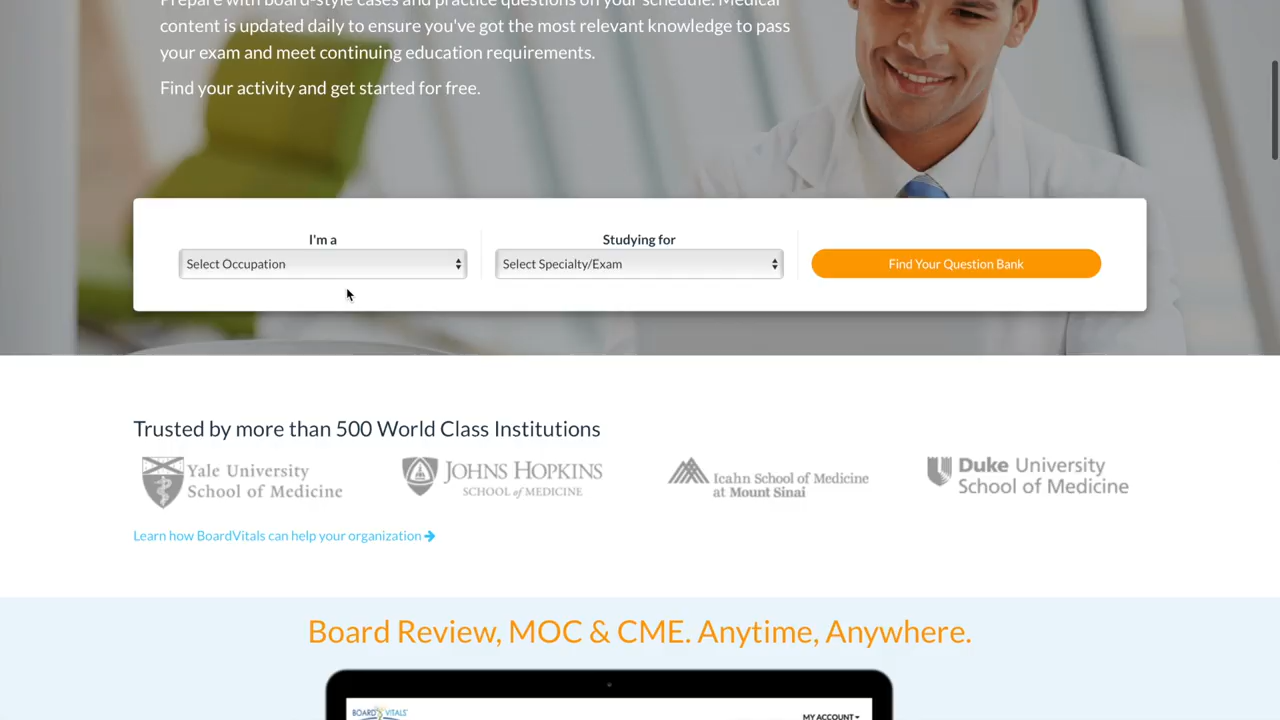 Prepare with board-style cases and practice questions on your schedule. Medical
content is updated daily to ensure you've got the most relevant knowledge to pass
your exam and meet continuing education requirements.
Find your activity and get started for free.
I'm a
Studying for
Select Occupation
Select Specialty/Exam
Find Your Question Bank
Trusted by more than 500 World Class Institutions
Yale University
School of Medicine
JOHNS HOPKINS
SCHOOL of MEDICINE
Icahn School of Medicine
at Mount Sinai
Duke University
School of Medicine
Learn how BoardVitals can help your organization
Board Review, MOC & CME. Anytime, Anywhere.
BOARD VITALS
MY ACCOUNT